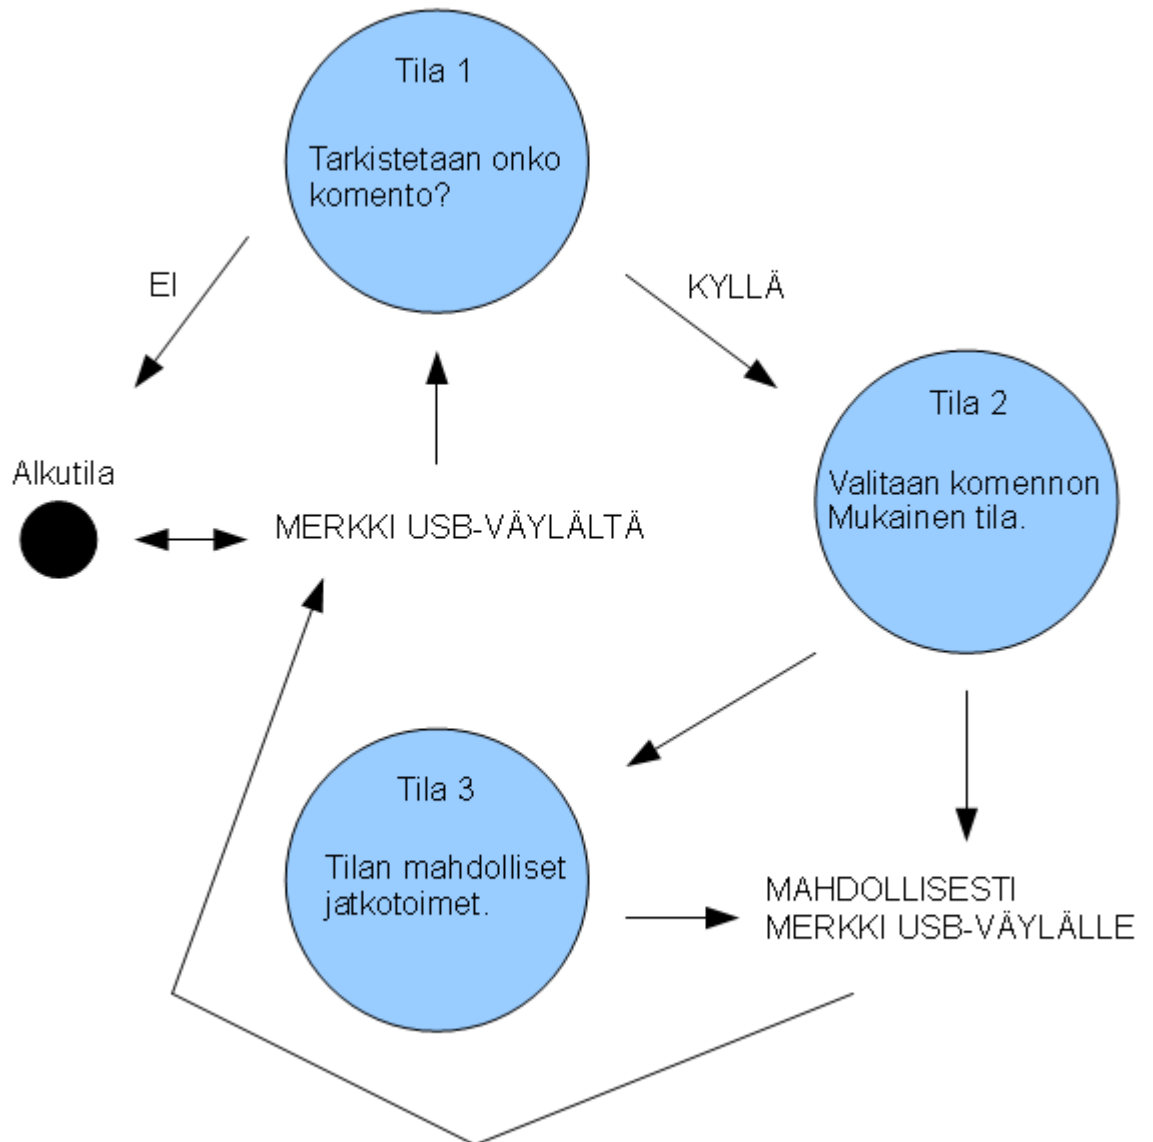 Tila 1
Tarkistetaan onko
komento?
EI
KYLLÄ
Tila 2
Valitaan komennon
Mukainen tila.
Alkutila
MERKKI USB-VÄYLÄLTÄ
Tila 3
Tilan mahdolliset
jatkotoimet.
MAHDOLLISESTI
MERKKI USB-VÄYLÄLLE